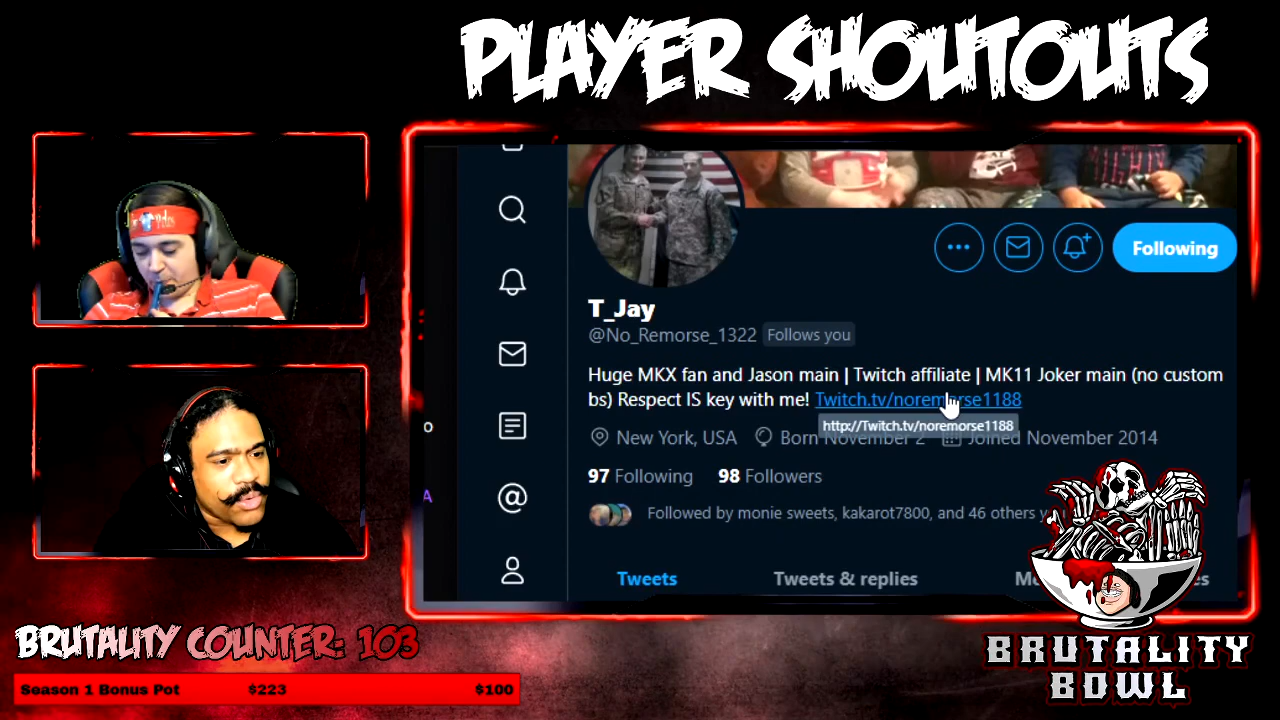 PLAYER SHOUTOUTS
Following
T_Jay
@No_Remorse_1322 Follows you
Huge MKX fan and Jason main | Twitch affiliate | MK11 Joker main (no custom
bs) Respect IS key with me! Twitch.tv/noremorse1188
http://Twitch.tv/noremorse1188
New York, USA Born November 2 Joined November 2014
97 Following 98 Followers
Followed by monie sweets, kakarot7800, and 46 others
Tweets Tweets & replies
BRUTALITY COUNTER: 103
Season 1 Bonus Pot $223 $100
BRUTALITY
BOWL